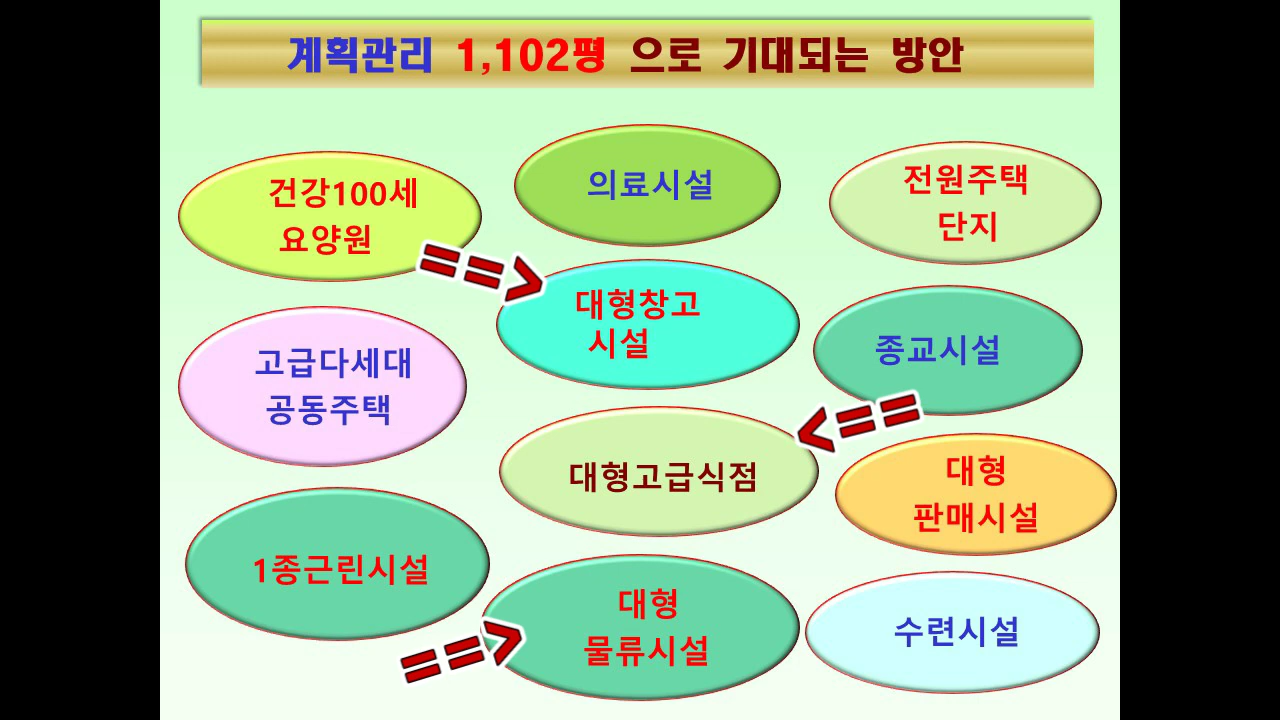 계획관리 1,102평 으로 기대되는 방안
건강100세
요양원
의료시설
전원주택
단지
==>
대형창고
시설
고급다세대
공동주택
종교시설
<==
대형고급식점
대형
판매시설
1종근린시설
대형
물류시설
==>
수련시설